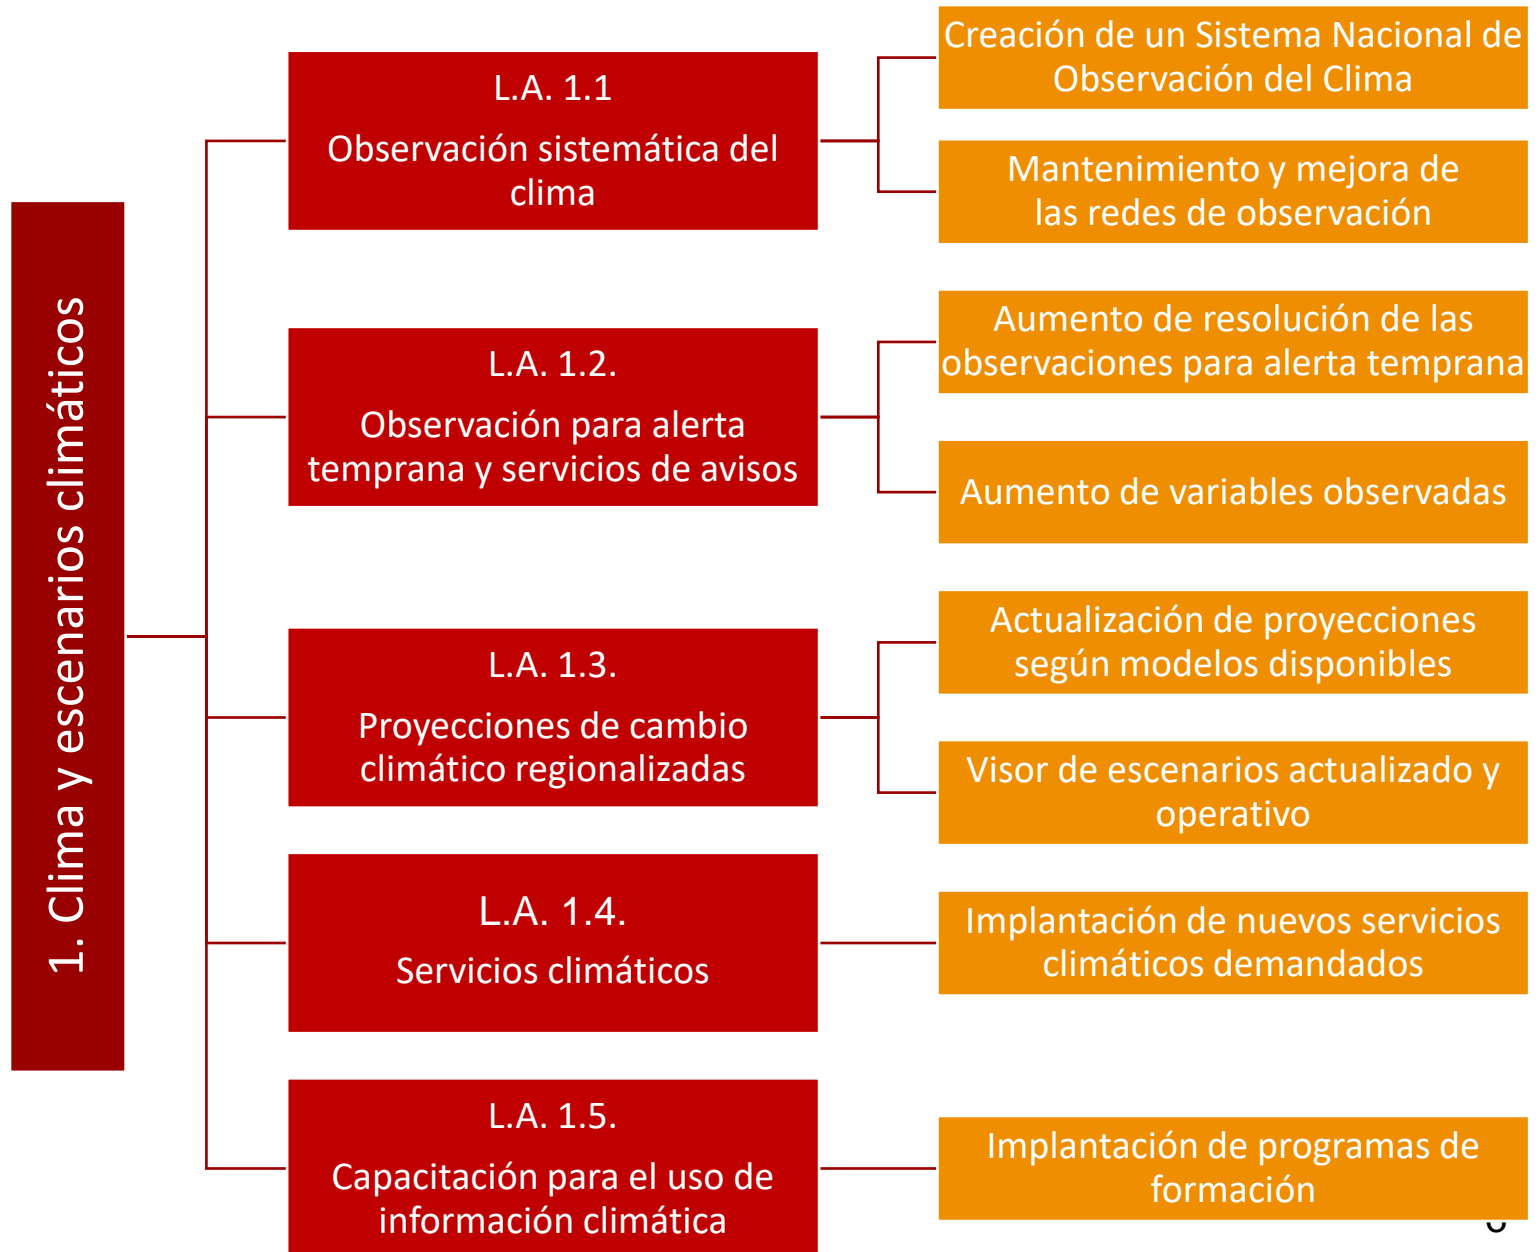 1. Clima y escenarios climáticos
L.A. 1.1
Observación sistemática del
clima
Creación de un Sistema Nacional de
Observación del Clima
Mantenimiento y mejora de
las redes de observación
L.A. 1.2.
Observación para alerta
temprana y servicios de avisos
Aumento de resolución de las
observaciones para alerta temprana
Aumento de variables observadas
L.A. 1.3.
Proyecciones de cambio
climático regionalizadas
Actualización de proyecciones
según modelos disponibles
Visor de escenarios actualizado y
operativo
L.A. 1.4.
Servicios climáticos
Implantación de nuevos servicios
climáticos demandados
L.A. 1.5.
Capacitación para el uso de
información climática
Implantación de programas de
formación